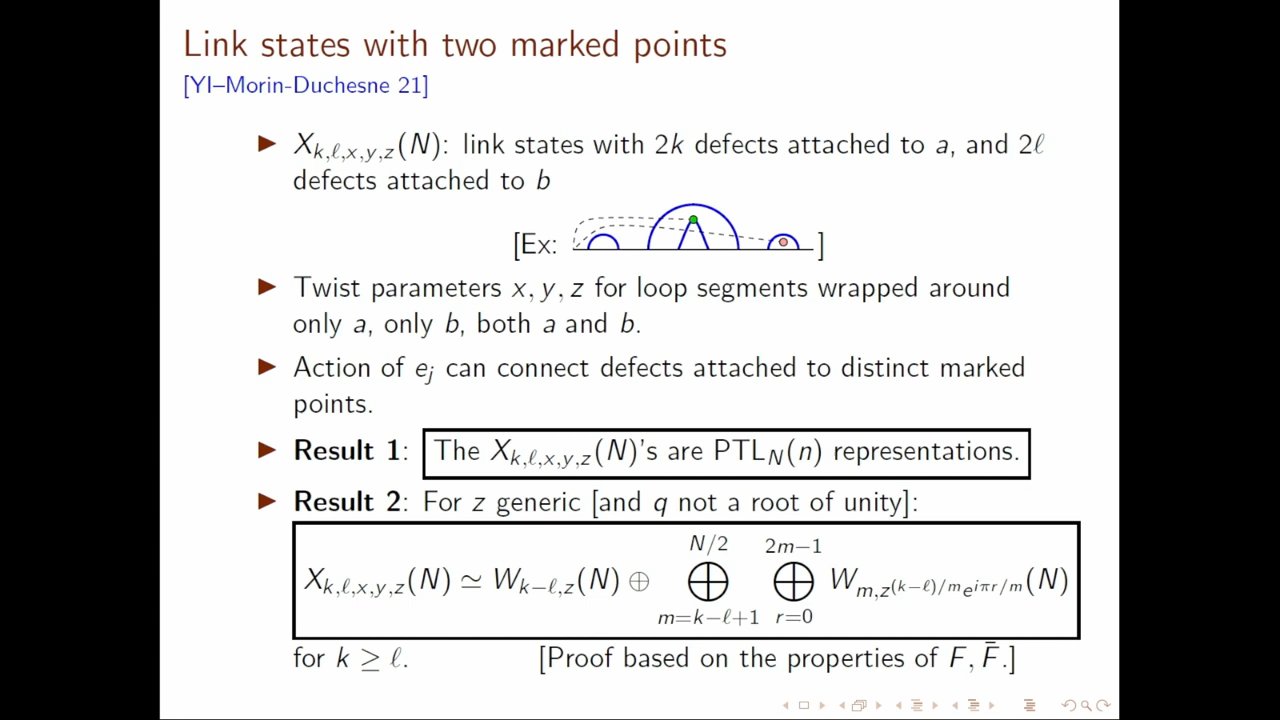 Link states with two marked points
[YI–Morin-Duchesne 21]
▶ X_{k,ℓ,x,y,z}(N): link states with 2k defects attached to a, and 2ℓ
defects attached to b
[Ex: ]
▶ Twist parameters x, y, z for loop segments wrapped around
only a, only b, both a and b.
▶ Action of e_j can connect defects attached to distinct marked
points.
▶ Result 1: The X_{k,ℓ,x,y,z}(N)'s are PTL_N(n) representations.
▶ Result 2: For z generic [and q not a root of unity]:
X_{k,ℓ,x,y,z}(N) ≃ W_{k−ℓ,z}(N) ⊕ ⨁_{m=k−ℓ+1}^{N/2} ⨁_{r=0}^{2m−1} W_{m,z^{(k−ℓ)/m}e^{iπr/m}}(N)
for k ≥ ℓ. [Proof based on the properties of F, F̄.]